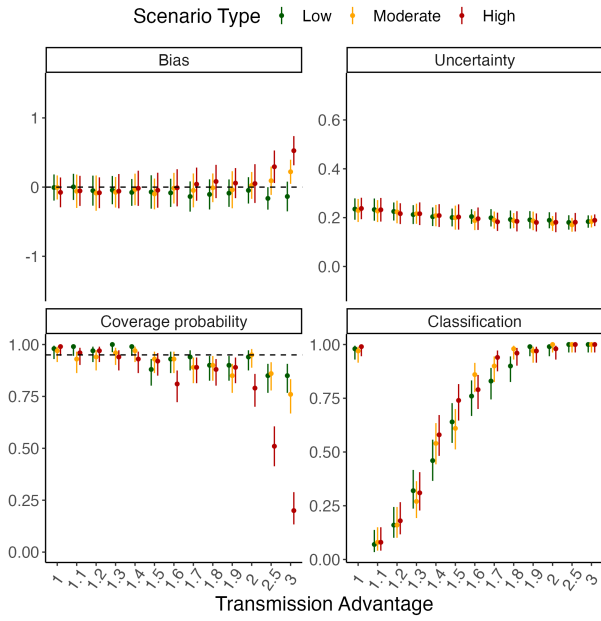 Scenario Type Low Moderate High
Bias Uncertainty
1
0
-1
0.6
0.4
0.2
0.0
Coverage probability Classification
1.00
0.75
0.50
0.25
0.00
1.00
0.75
0.50
0.25
0.00
1 1.1 1.2 1.3 1.4 1.5 1.6 1.7 1.8 1.9 2 2.5 3
1 1.1 1.2 1.3 1.4 1.5 1.6 1.7 1.8 1.9 2 2.5 3
Transmission Advantage